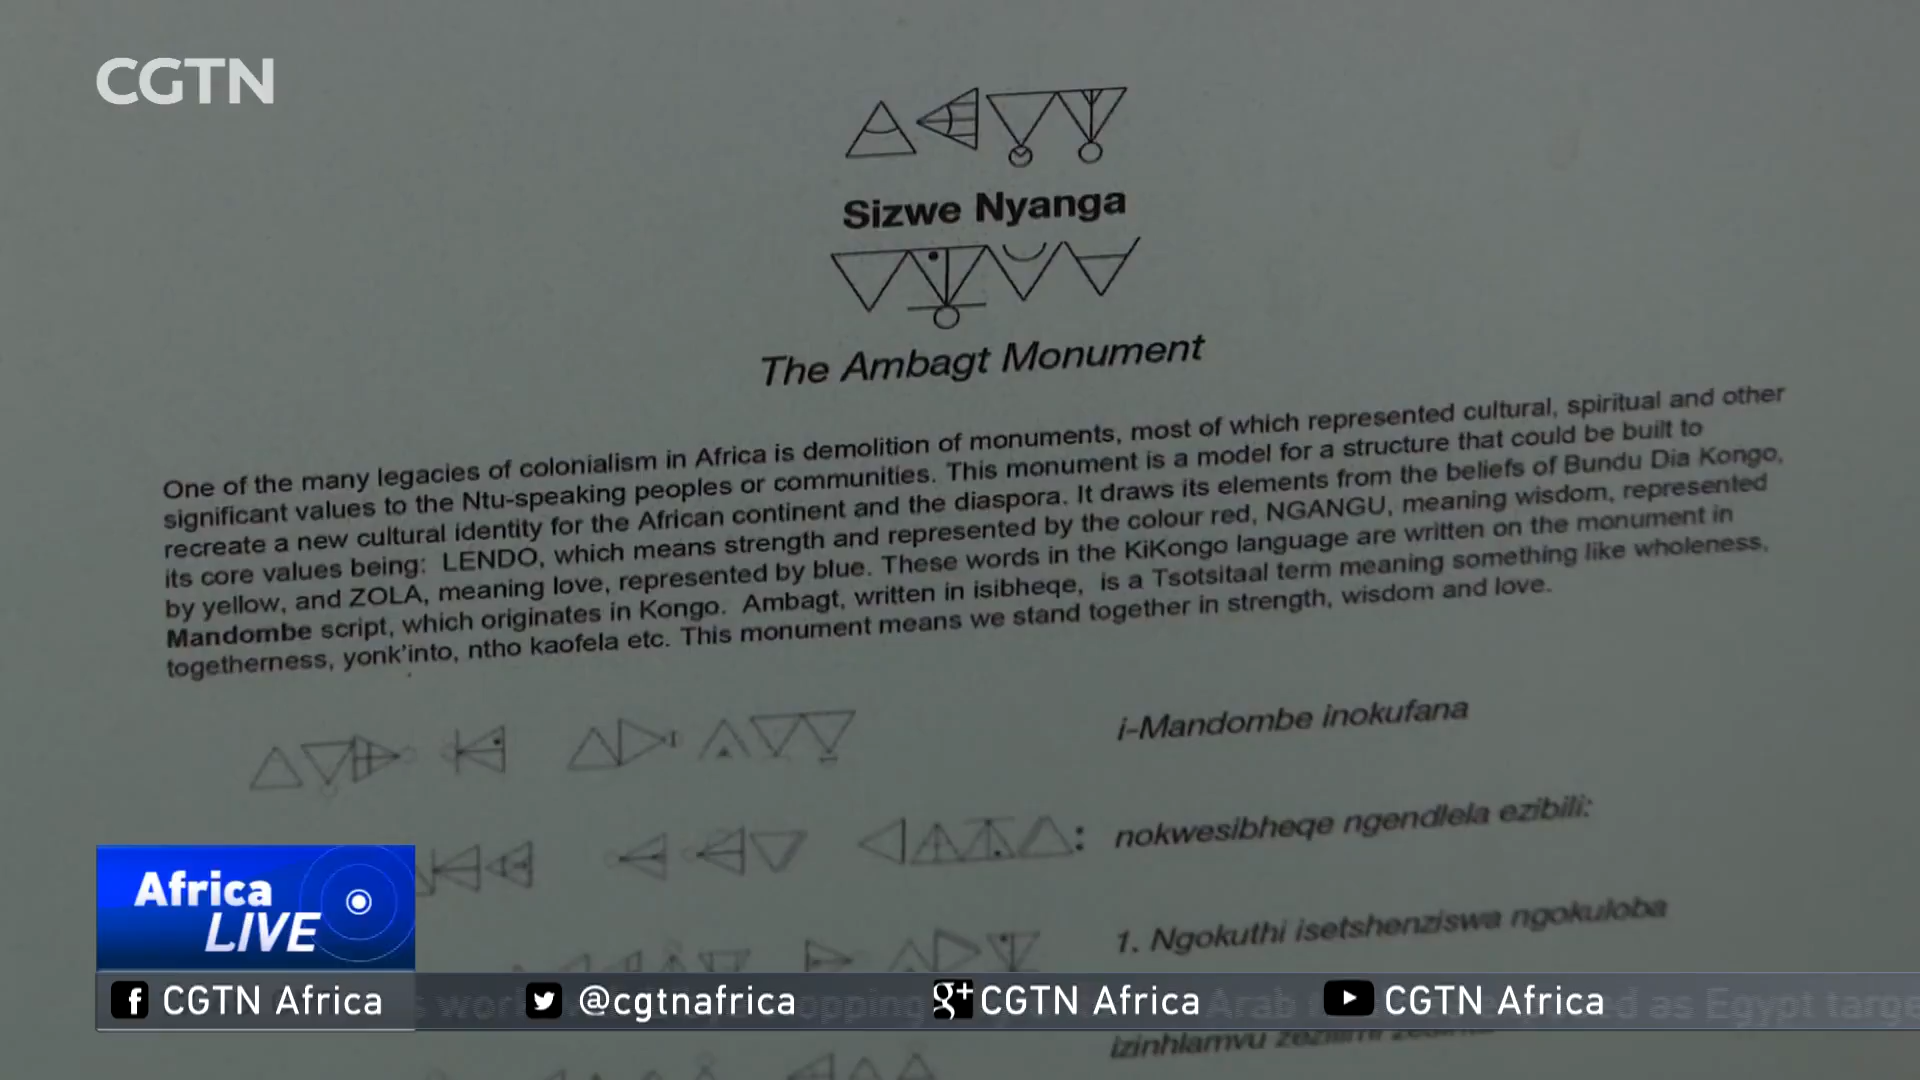 CGTN
Sizwe Nyanga
The Ambagt Monument
One of the many legacies of colonialism in Africa is demolition of monuments, most of which represented cultural, spiritual and other
significant values to the Ntu-speaking peoples or communities. This monument is a model for a structure that could be built to
recreate a new cultural identity for the African continent and the diaspora. It draws its elements from the beliefs of Bundu Dia Kongo,
its core values being: LENDO, which means strength and represented by the colour red, NGANGU, meaning wisdom, represented
by yellow, and ZOLA, meaning love, represented by blue. These words in the KiKongo language are written on the monument in
Mandombe script, which originates in Kongo. Ambagt, written in isibheqe, is a Tsotsitaal term meaning something like wholeness,
togetherness, yonk'into, ntho kaofela etc. This monument means we stand together in strength, wisdom and love.
i-Mandombe inokufana
nokwesibheqe ngendlela ezibili:
1. Ngokuthi isetshenziswa ngokuloba
izinhlamvu
Africa
LIVE
CGTN Africa
@cgtnafrica
CGTN Africa
CGTN Africa
Arab
as Egypt